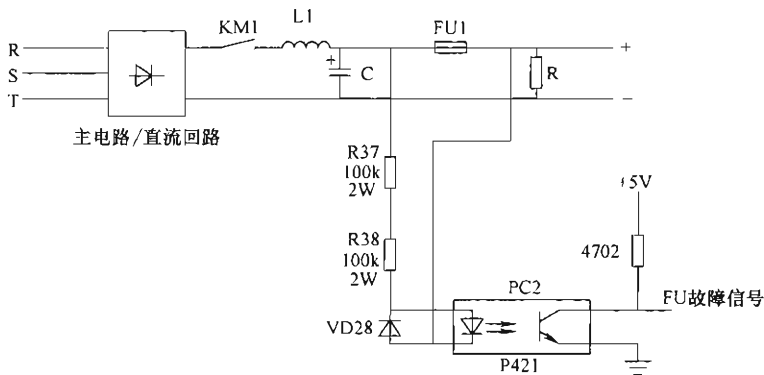 L1
KM1
FU1
R
S
T
+
C
R
+
−
主电路/直流回路
R37
100k
2W
R38
100k
2W
+5V
4702
PC2
FU故障信号
VD28
P421